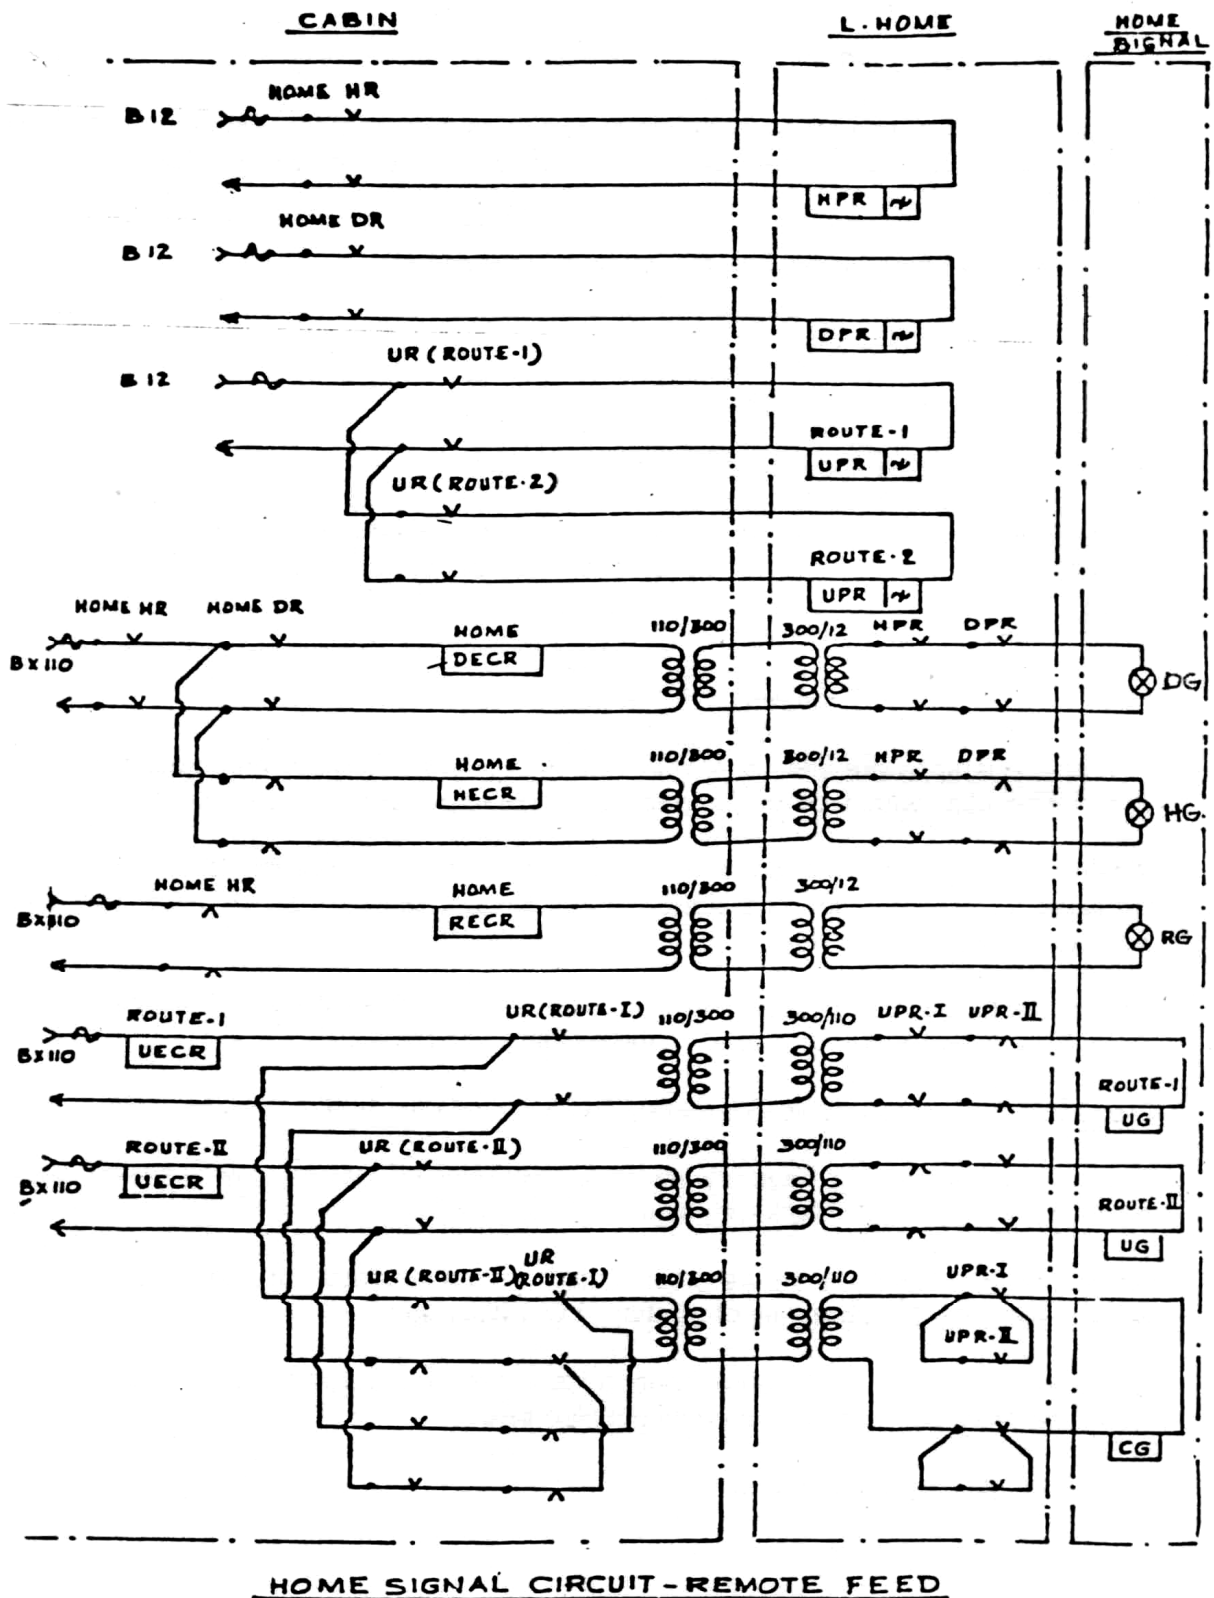 CABIN
L. HOME
HOME
SIGNAL
HOME HR
B 12
HPR
HOME DR
B 12
DPR
UR (ROUTE-1)
B 12
ROUTE-1
UPR
UR (ROUTE-2)
ROUTE-2
UPR
HOME HR HOME DR HOME 110/300 300/12 HPR DPR
BX110 DECR DG
HOME 110/300 300/12 HPR DPR
HECR HG
HOME HR HOME 110/300 300/12
BX110 RECR RG
ROUTE-1 UR (ROUTE-I) 110/300 300/110 UPR-I UPR-II
BX110 UECR
ROUTE-1
UG
ROUTE-II UR (ROUTE-II) 110/300 300/110
BX110 UECR
ROUTE-II
UG
UR (ROUTE-II) UR (ROUTE-I) 110/300 300/110 UPR-I
UPR-II
CG
HOME SIGNAL CIRCUIT - REMOTE FEED